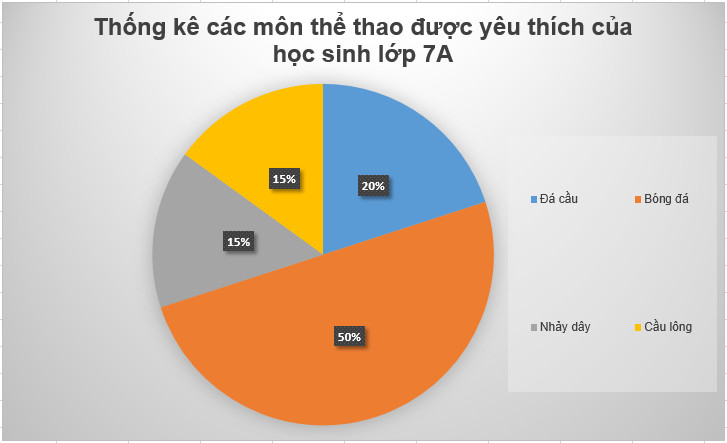 Thống kê các môn thể thao được yêu thích của
học sinh lớp 7A
15%
20%
15%
50%
Đá cầu
Bóng đá
Nhảy dây
Cầu lông